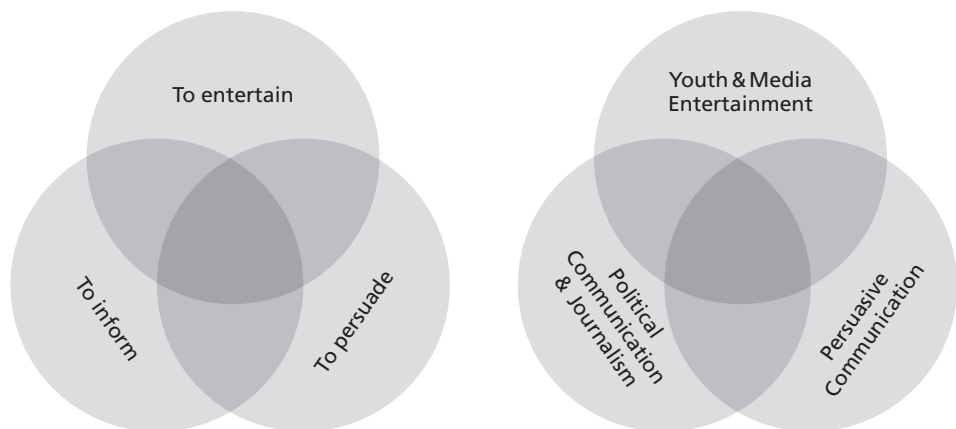 To entertain
To inform
To persuade
Youth & Media
Entertainment
Political
Communication
& Journalism
Persuasive
Communication